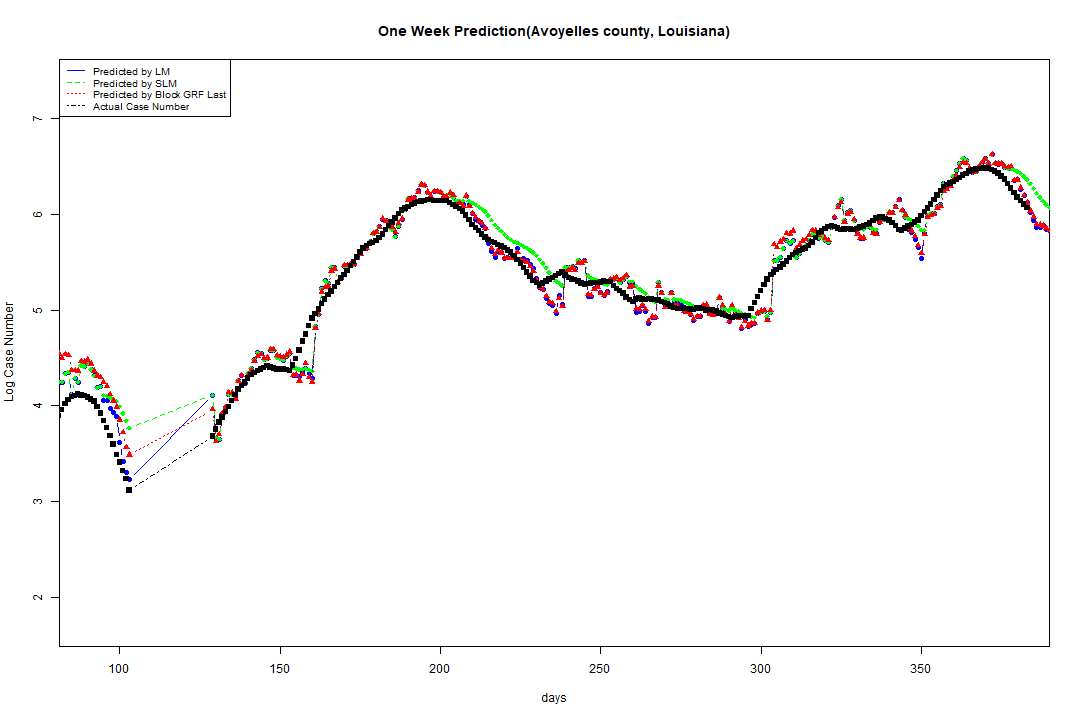 One Week Prediction(Avoyelles county, Louisiana)
Predicted by LM
Predicted by SLM
Predicted by Block GRF Last
Actual Case Number
7
6
5
4
3
2
Log Case Number
100 150 200 250 300 350
days